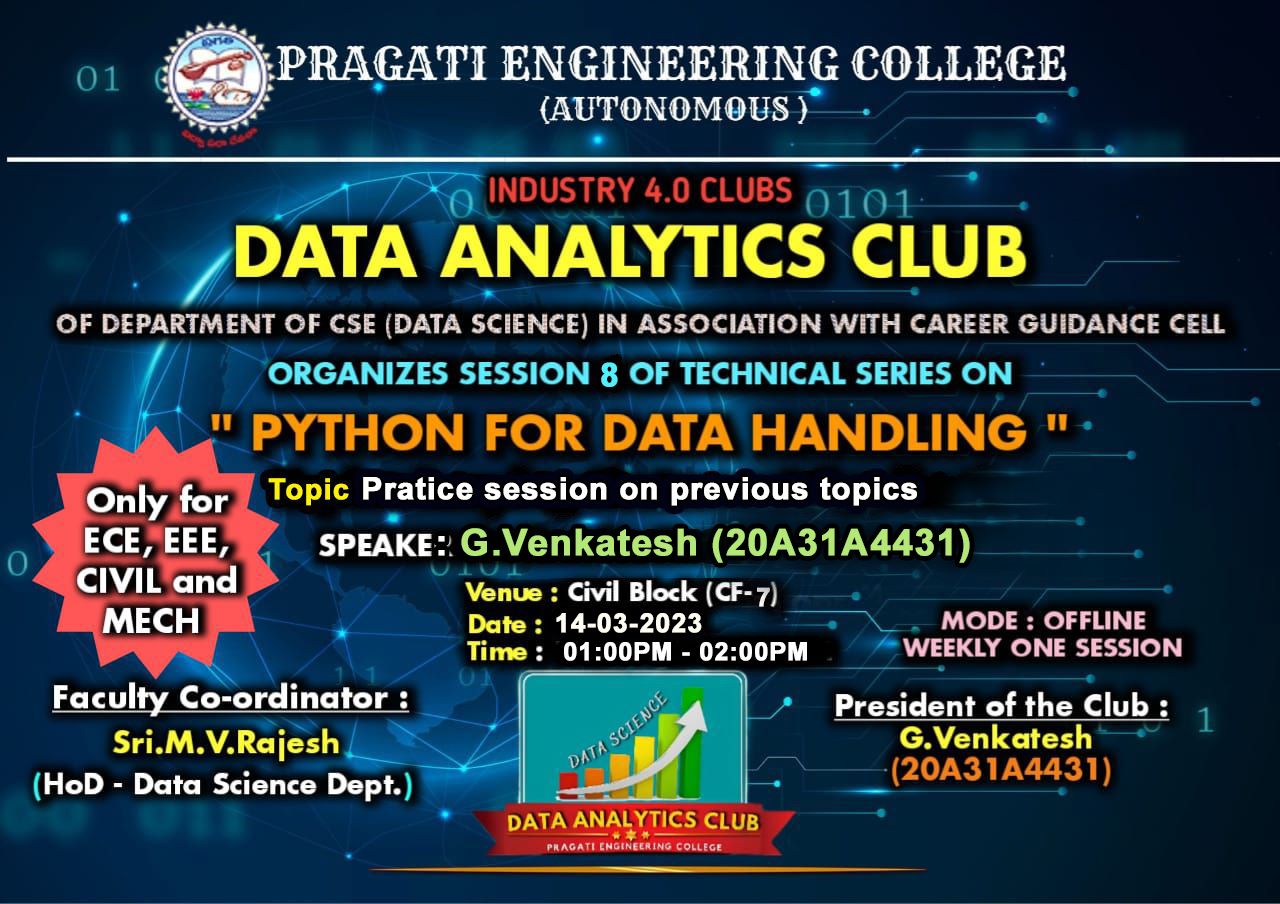 PRAGATI ENGINEERING COLLEGE
(AUTONOMOUS )
INDUSTRY 4.0 CLUBS
DATA ANALYTICS CLUB
OF DEPARTMENT OF CSE (DATA SCIENCE) IN ASSOCIATION WITH CAREER GUIDANCE CELL
ORGANIZES SESSION 8 OF TECHNICAL SERIES ON
" PYTHON FOR DATA HANDLING "
Only for
ECE, EEE,
CIVIL and
MECH
Topic Pratice session on previous topics
SPEAKER: G.Venkatesh (20A31A4431)
Venue : Civil Block (CF-7)
Date : 14-03-2023
Time : 01:00PM - 02:00PM
MODE : OFFLINE
WEEKLY ONE SESSION
Faculty Co-ordinator :
Sri.M.V.Rajesh
(HoD - Data Science Dept.)
DATA SCIENCE
DATA ANALYTICS CLUB
PRAGATI ENGINEERING COLLEGE
President of the Club :
G.Venkatesh
(20A31A4431)